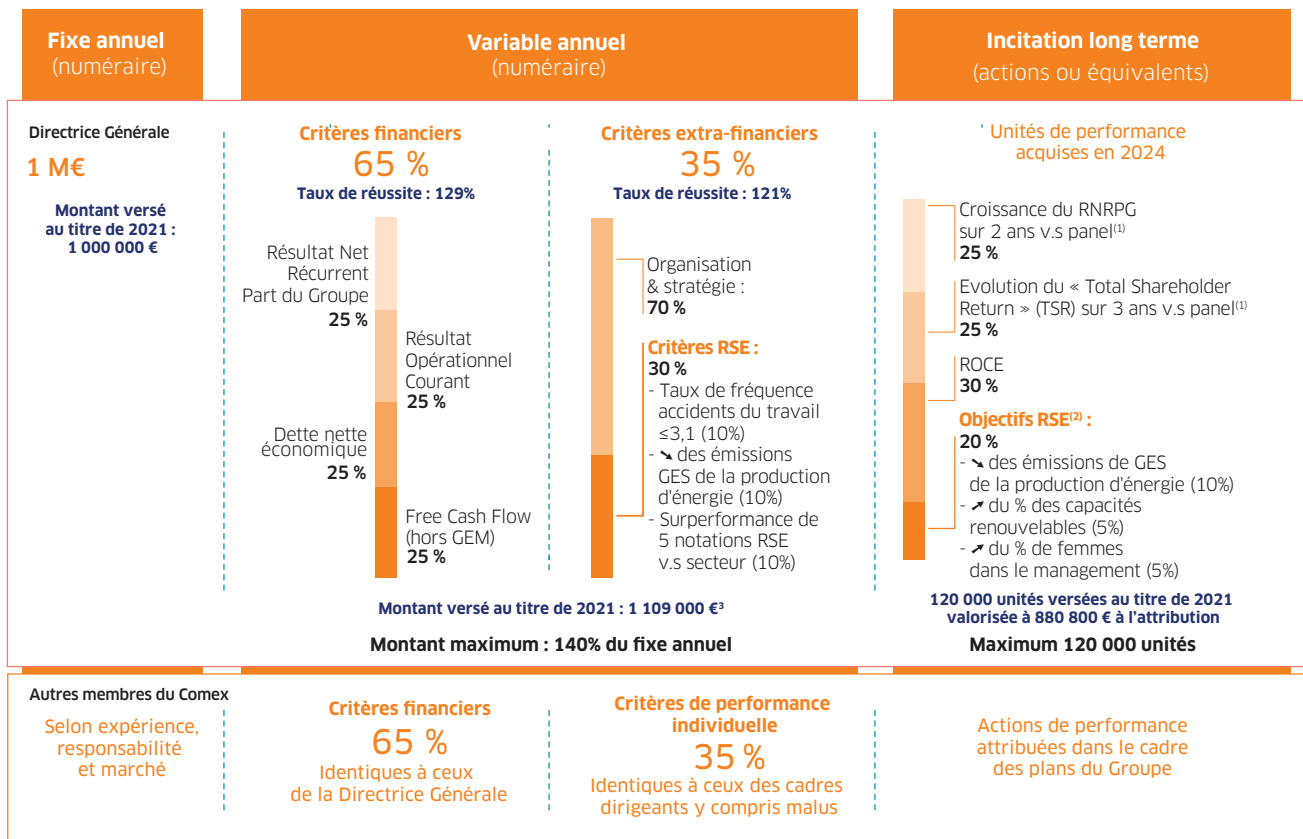 Fixe annuel
(numéraire)
Variable annuel
(numéraire)
Incitation long terme
(actions ou équivalents)
Directrice Générale
1 M€
Montant versé
au titre de 2021 :
1 000 000 €
Critères financiers
65 %
Taux de réussite : 129%
Résultat Net
Récurrent
Part du Groupe
25 %
Résultat
Opérationnel
Courant
25 %
Dette nette
économique
25 %
Free Cash Flow
(hors GEM)
25 %
Critères extra-financiers
35 %
Taux de réussite : 121%
Organisation
& stratégie :
70 %
Critères RSE :
30 %
- Taux de fréquence
accidents du travail
≤3,1 (10%)
- ➘ des émissions
GES de la production
d'énergie (10%)
- Surperformance de
5 notations RSE
v.s secteur (10%)
Montant versé au titre de 2021 : 1 109 000 €³
Montant maximum : 140% du fixe annuel
Unités de performance
acquises en 2024
Croissance du RNRPG
sur 2 ans v.s panel⁽¹⁾
25 %
Evolution du « Total Shareholder
Return » (TSR) sur 3 ans v.s panel⁽¹⁾
25 %
ROCE
30 %
Objectifs RSE⁽²⁾ :
20 %
- ➘ des émissions de GES
de la production d'énergie (10%)
- ➚ du % des capacités
renouvelables (5%)
- ➚ du % de femmes
dans le management (5%)
120 000 unités versées au titre de 2021
valorisée à 880 800 € à l'attribution
Maximum 120 000 unités
Autres membres du Comex
Selon expérience,
responsabilité
et marché
Critères financiers
65 %
Identiques à ceux
de la Directrice Générale
Critères de performance
individuelle
35 %
Identiques à ceux des cadres
dirigeants y compris malus
Actions de performance
attribuées dans le cadre
des plans du Groupe